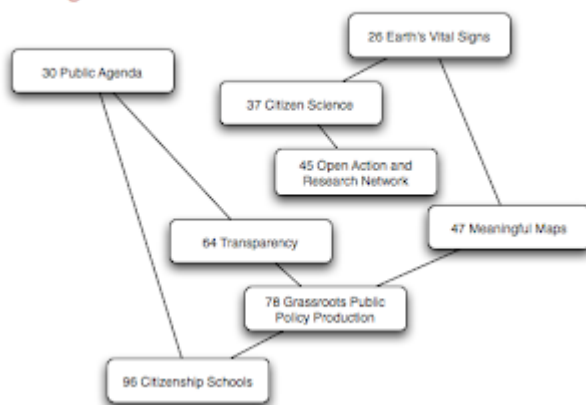 26 Earth's Vital Signs
30 Public Agenda
37 Citizen Science
45 Open Action and
Research Network
47 Meaningful Maps
64 Transparency
78 Grassroots Public
Policy Production
96 Citizenship Schools